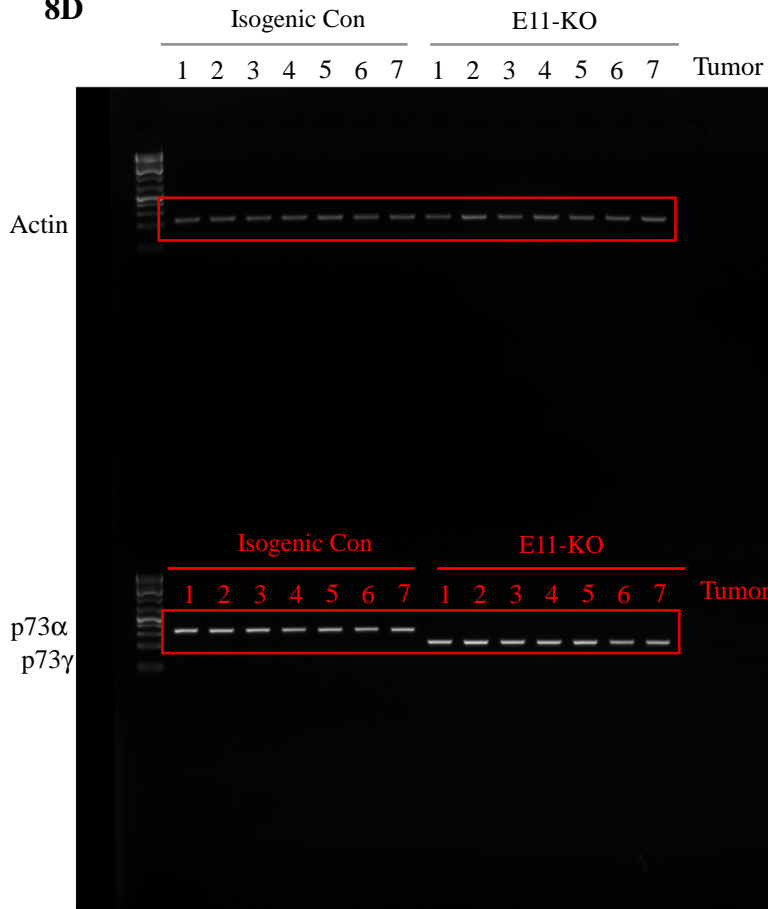 8D
Isogenic Con E11-KO
1 2 3 4 5 6 7 1 2 3 4 5 6 7 Tumor
Actin
Isogenic Con E11-KO
1 2 3 4 5 6 7 1 2 3 4 5 6 7 Tumor
p73α
p73γ